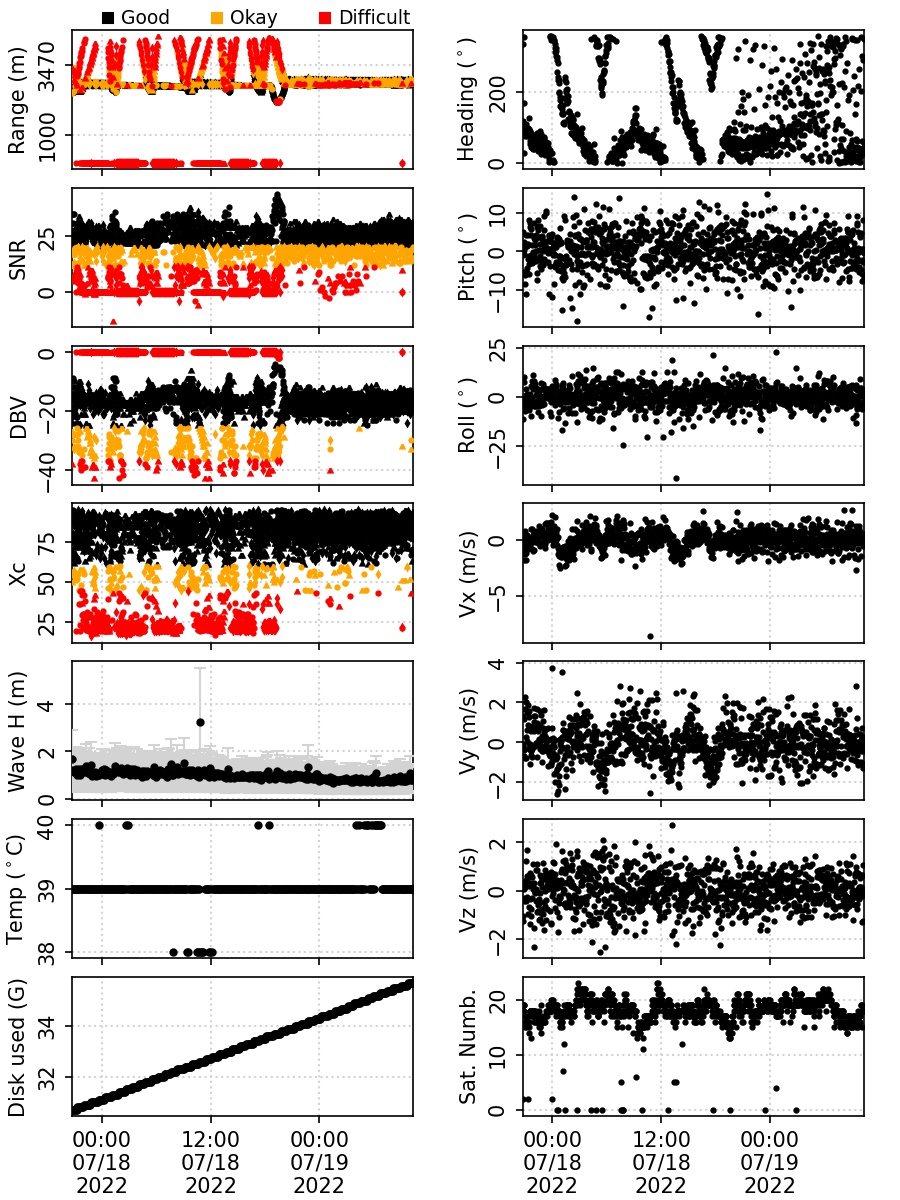 Good Okay Difficult
Range (m)
3470
1000
Heading (°)
200
0
SNR
25
0
Pitch (°)
10
0
−10
DBV
0
−20
−40
Roll (°)
25
0
−25
Xc
75
50
25
Vx (m/s)
0
−5
Wave H (m)
4
2
0
Vy (m/s)
4
2
0
−2
Temp (°C)
40
39
38
Vz (m/s)
2
0
−2
Disk used (G)
34
32
Sat. Numb.
20
10
0
00:00 12:00 00:00
07/18 07/18 07/19
2022 2022 2022
00:00 12:00 00:00
07/18 07/18 07/19
2022 2022 2022